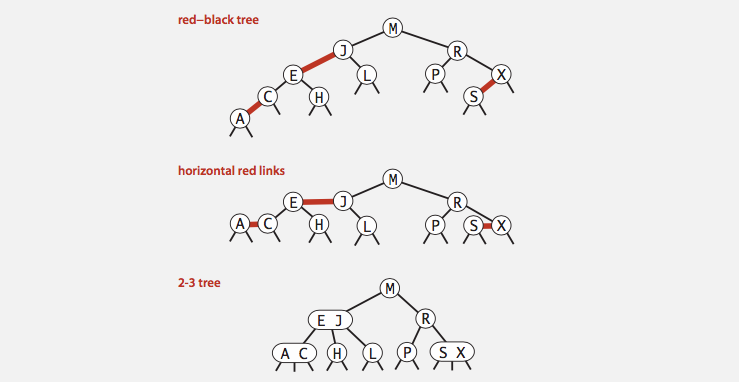 red–black tree
M
J R
E L P X
C H S
A
horizontal red links
M
E J R
A C H L P S X
2-3 tree
M
E J R
A C H L P S X